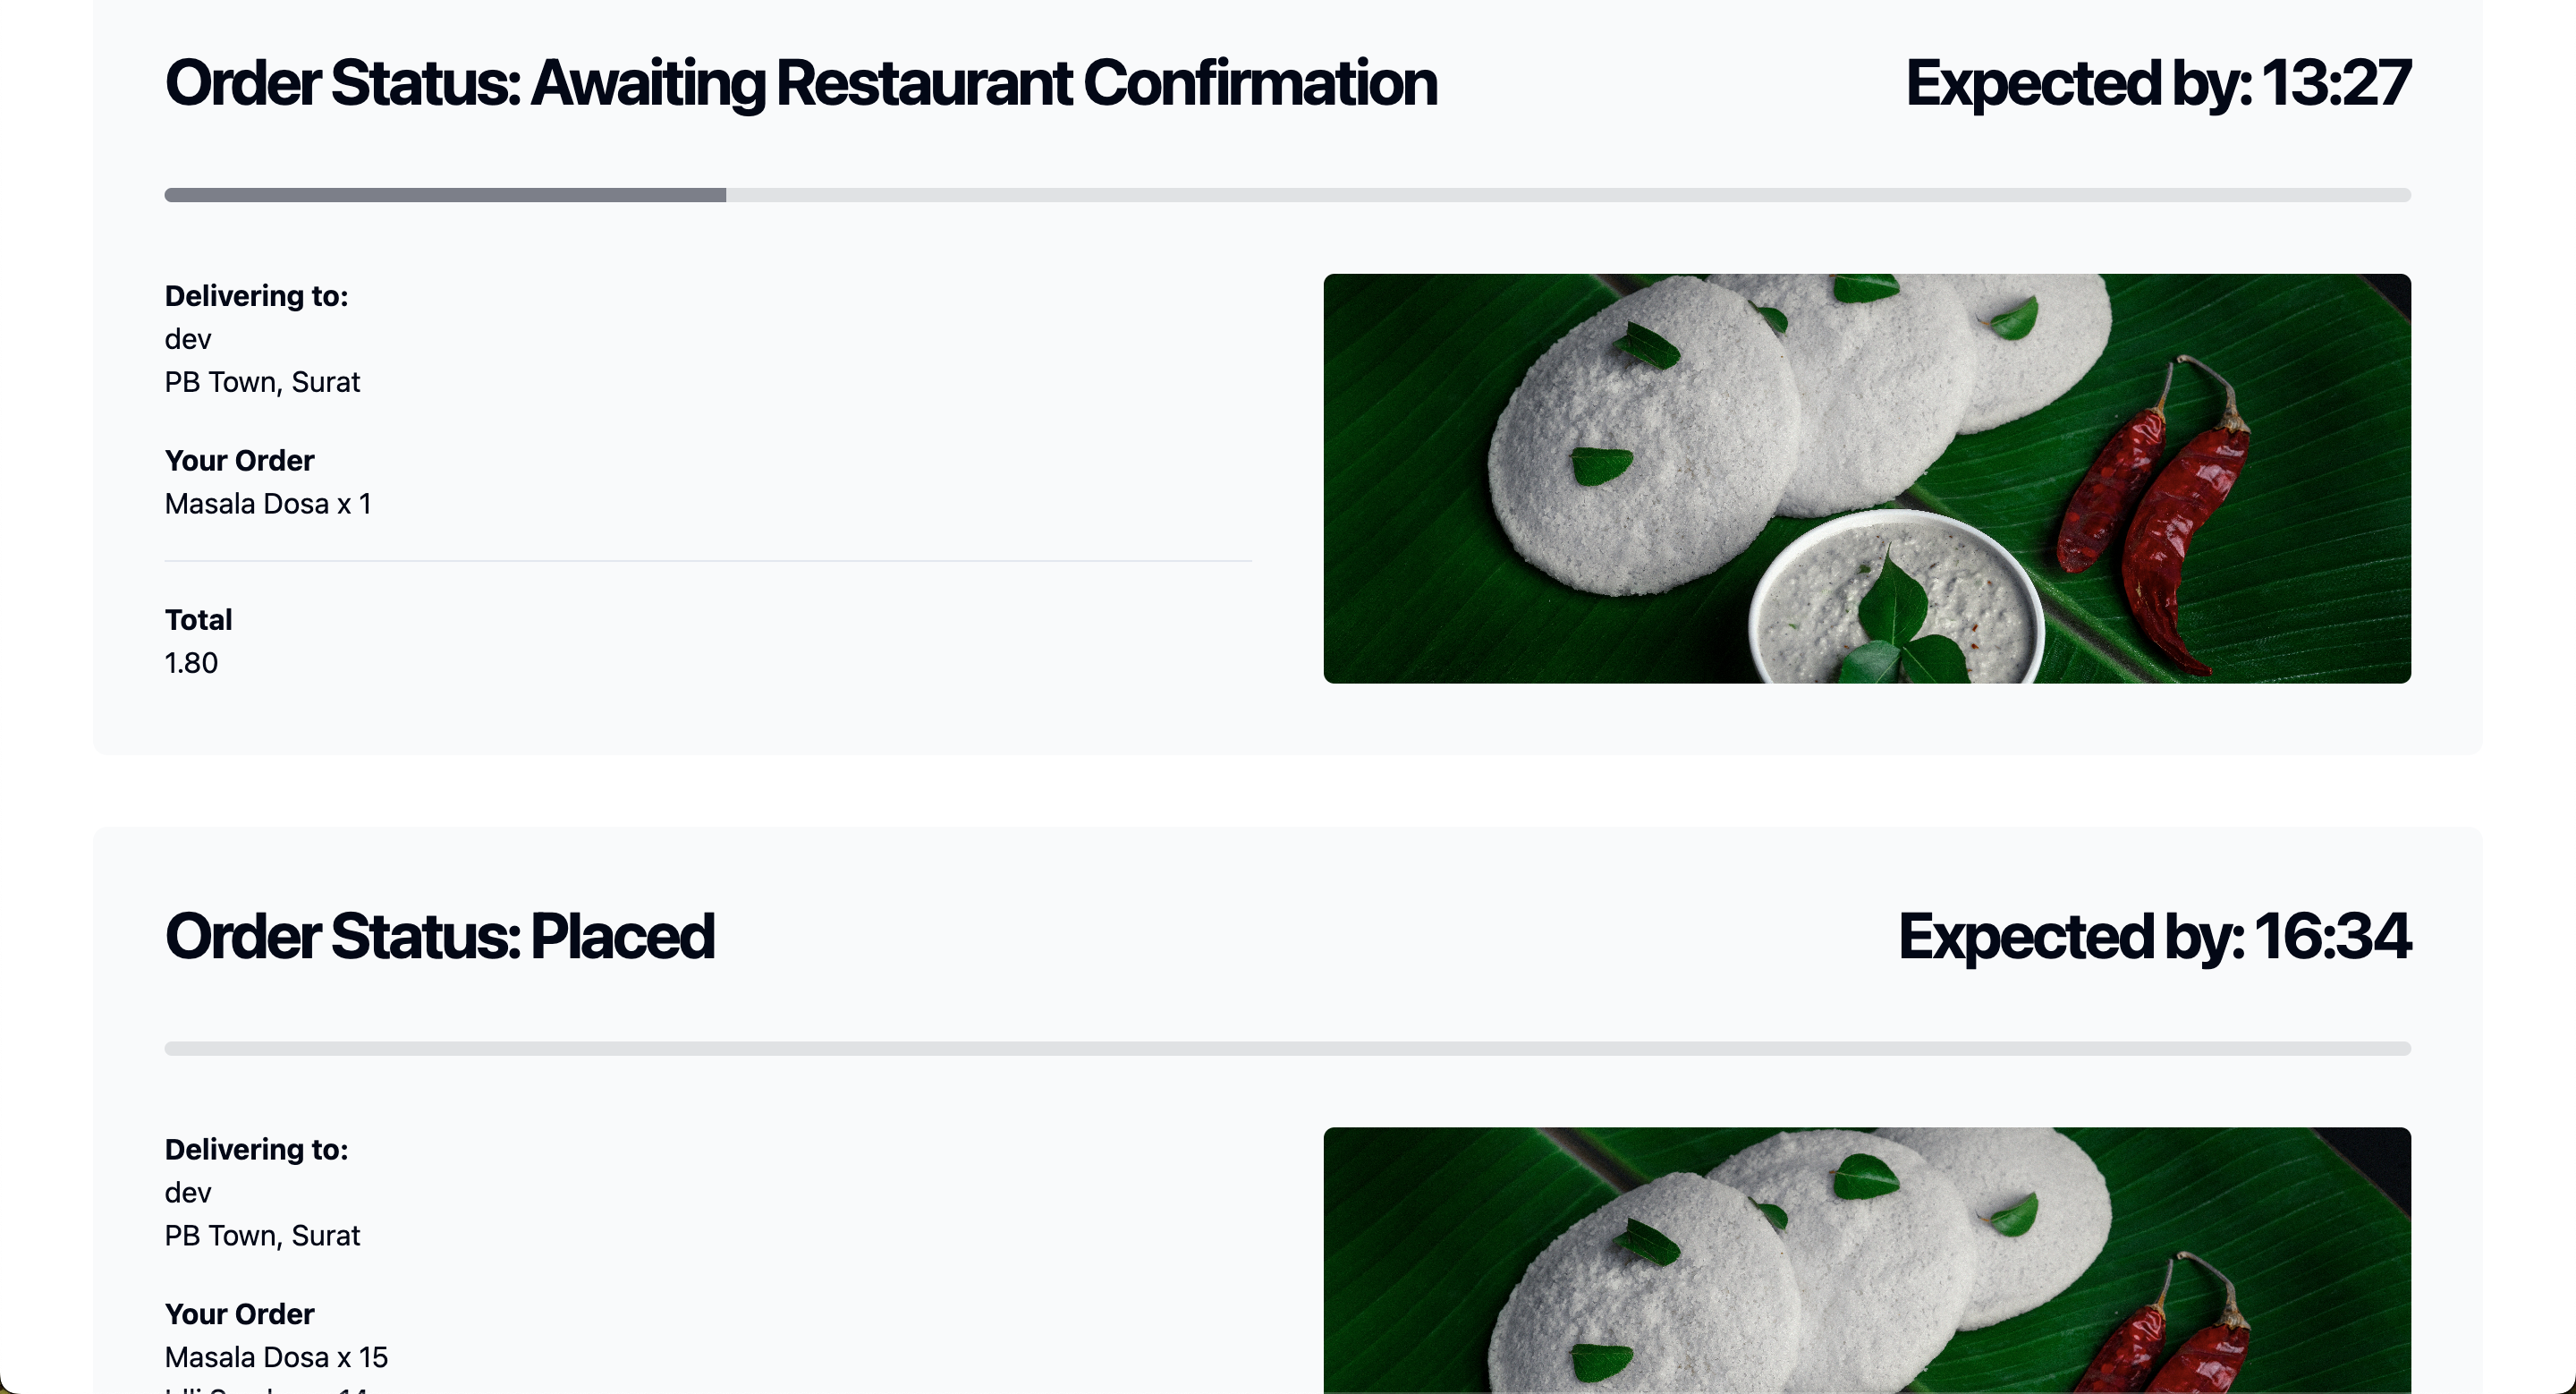 Order Status: Awaiting Restaurant Confirmation
Expected by: 13:27
Delivering to:
dev
PB Town, Surat
Your Order
Masala Dosa x 1
Total
1.80
Order Status: Placed
Expected by: 16:34
Delivering to:
dev
PB Town, Surat
Your Order
Masala Dosa x 15